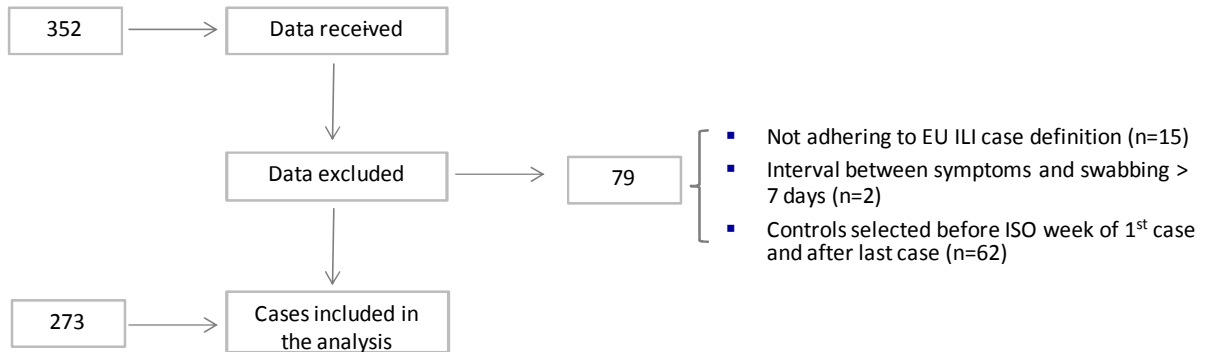 352
Data received
Data excluded
79
▪ Not adhering to EU ILI case definition (n=15)
▪ Interval between symptoms and swabbing >
7 days (n=2)
▪ Controls selected before ISO week of 1st case
and after last case (n=62)
273
Cases included in
the analysis